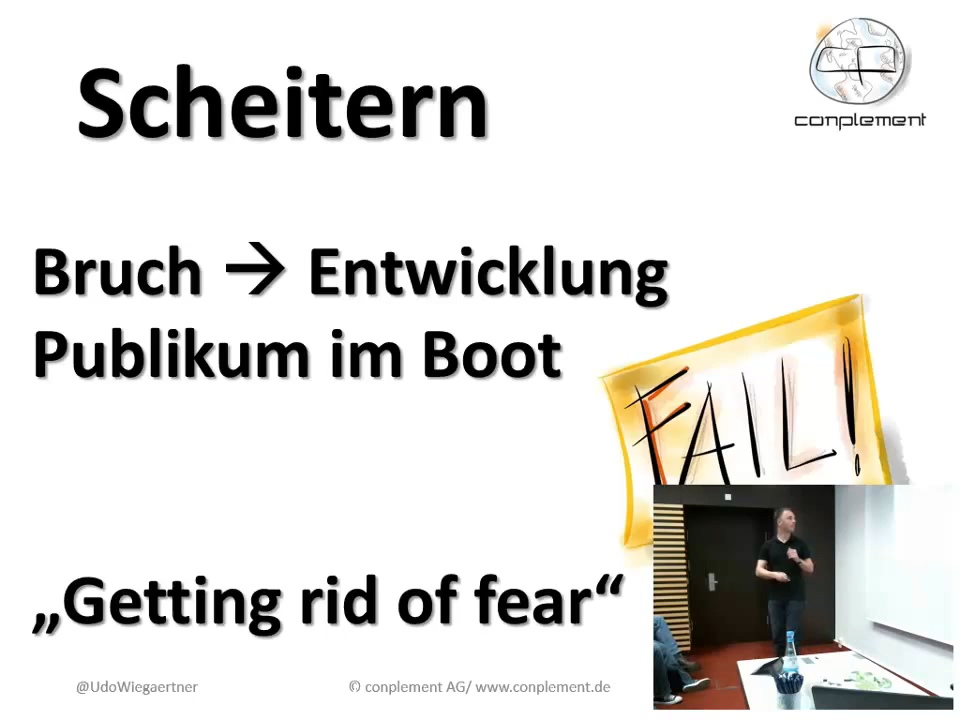 Scheitern
conplement
Bruch → Entwicklung
Publikum im Boot
FAIL!
„Getting rid of fear“
@UdoWiegaertner
© conplement AG/ www.conplement.de